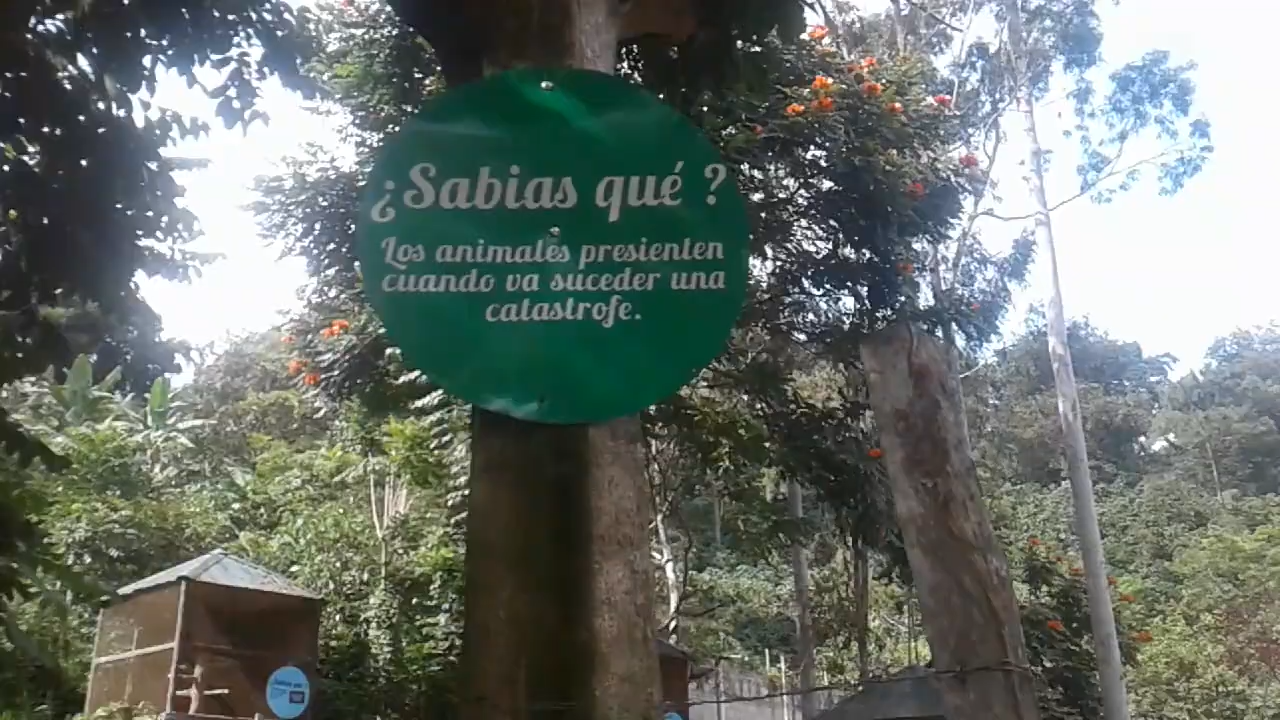 ¿Sabias qué ?
Los animales presienten
cuando va suceder una
catastrofe.